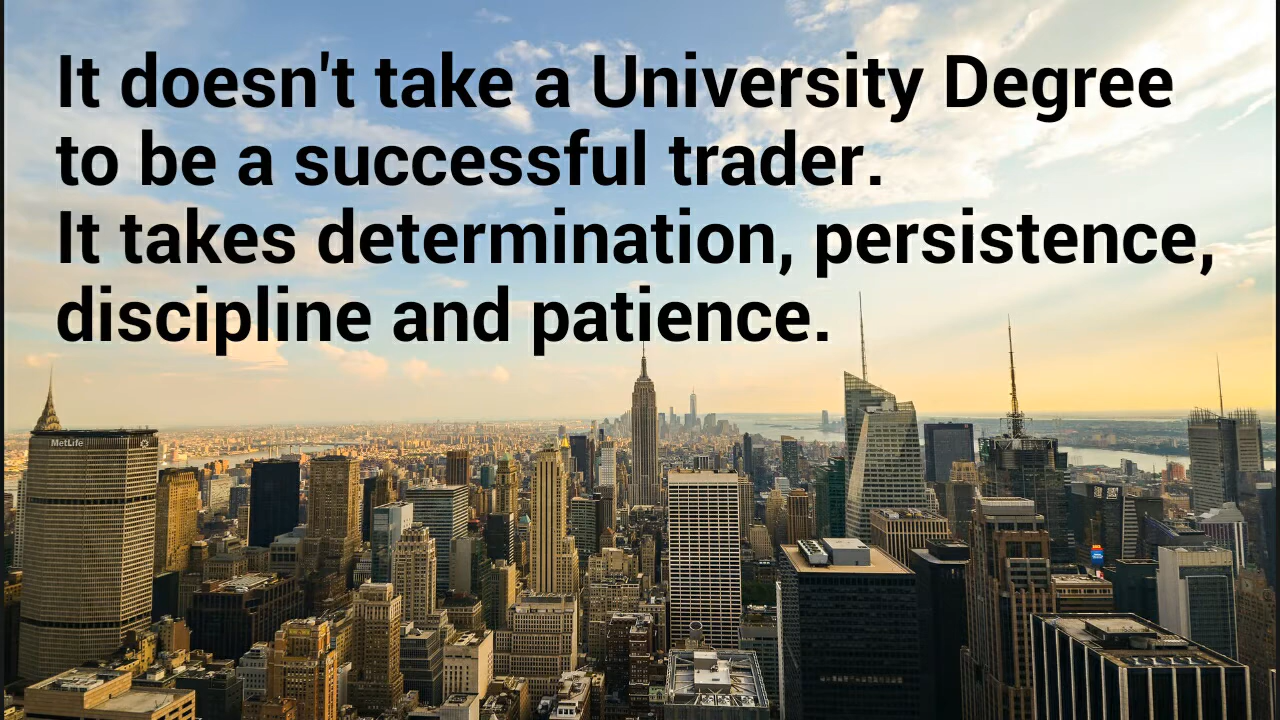 It doesn't take a University Degree
to be a successful trader.
It takes determination, persistence,
discipline and patience.
MetLife